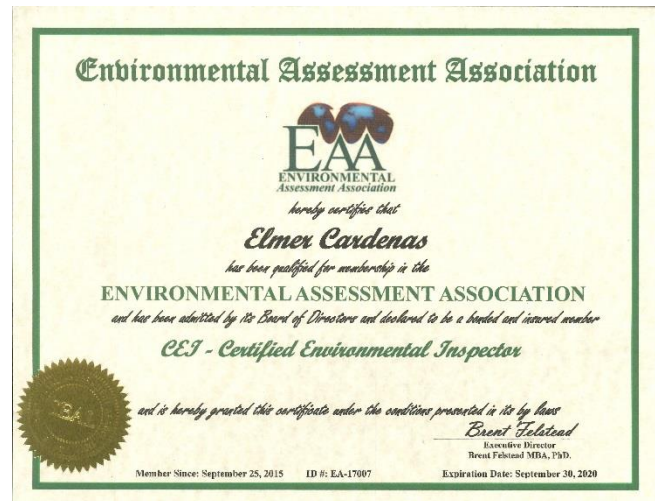 Environmental Assessment Association
EAA
ENVIRONMENTAL
Assessment Association
hereby certifies that
Elmer Cardenas
has been qualified for membership in the
ENVIRONMENTAL ASSESSMENT ASSOCIATION
and has been admitted by its Board of Directors and declared to be a bonded and insured member
CEI - Certified Environmental Inspector
and is hereby granted this certificate under the conditions presented in its by laws
Brent Felstead
Executive Director
Brent Felstead MBA, PhD.
Member Since: September 25, 2015 ID #: EA-17007 Expiration Date: September 30, 2020